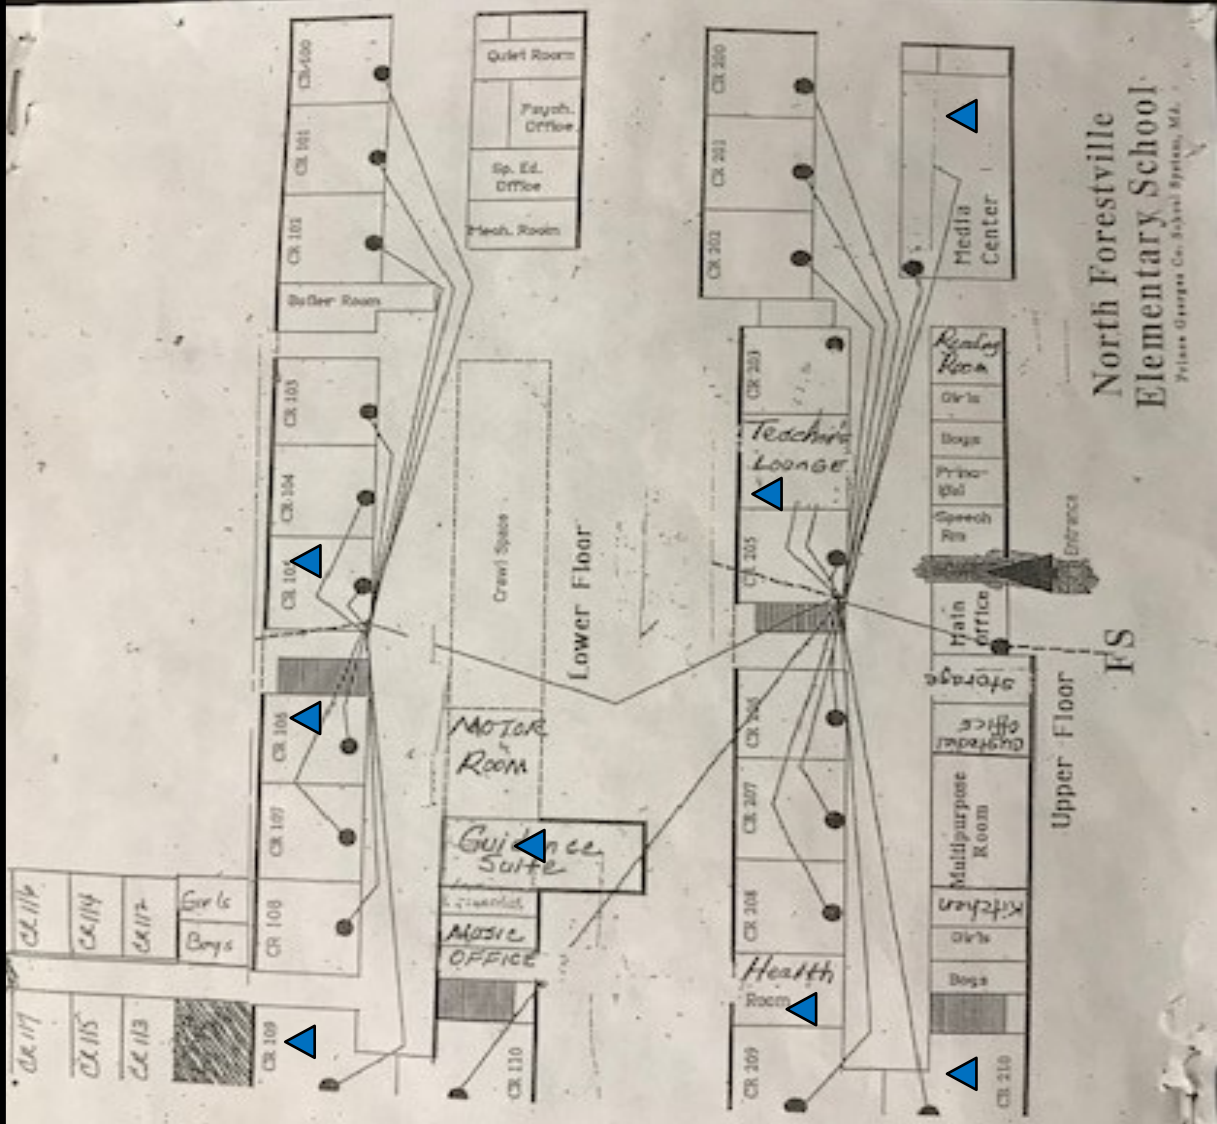 North Forestville
Elementary School
Prince Georges Co. School System, Md.
Lower Floor
CR 100
CR 101
CR 101
Boiler Room
CR 103
CR 104
CR 106
CR 107
CR 108
CR 109
CR 110
Quiet Room
Psych.
Office
Sp. Ed.
Office
Mech. Room
Crawl Space
MOTOR
ROOM
Guidance
Suite
MUSIC
OFFICE
CR 116
CR 114
CR 112
Girls
Boys
CR 117
CR 115
CR 113
Upper Floor
FS
CR 200
CR 201
CR 202
CR 203
Teacher's
LOUNGE
CR 205
CR 207
CR 208
Health
Room
CR 209
CR 210
Media
Center
Reading
Room
Girls
Boys
Princi-
pal
Speech
Rm
Entrance
Main
Office
Storage
Custodial
Office
Multipurpose
Room
Kitchen
Girls
Boys